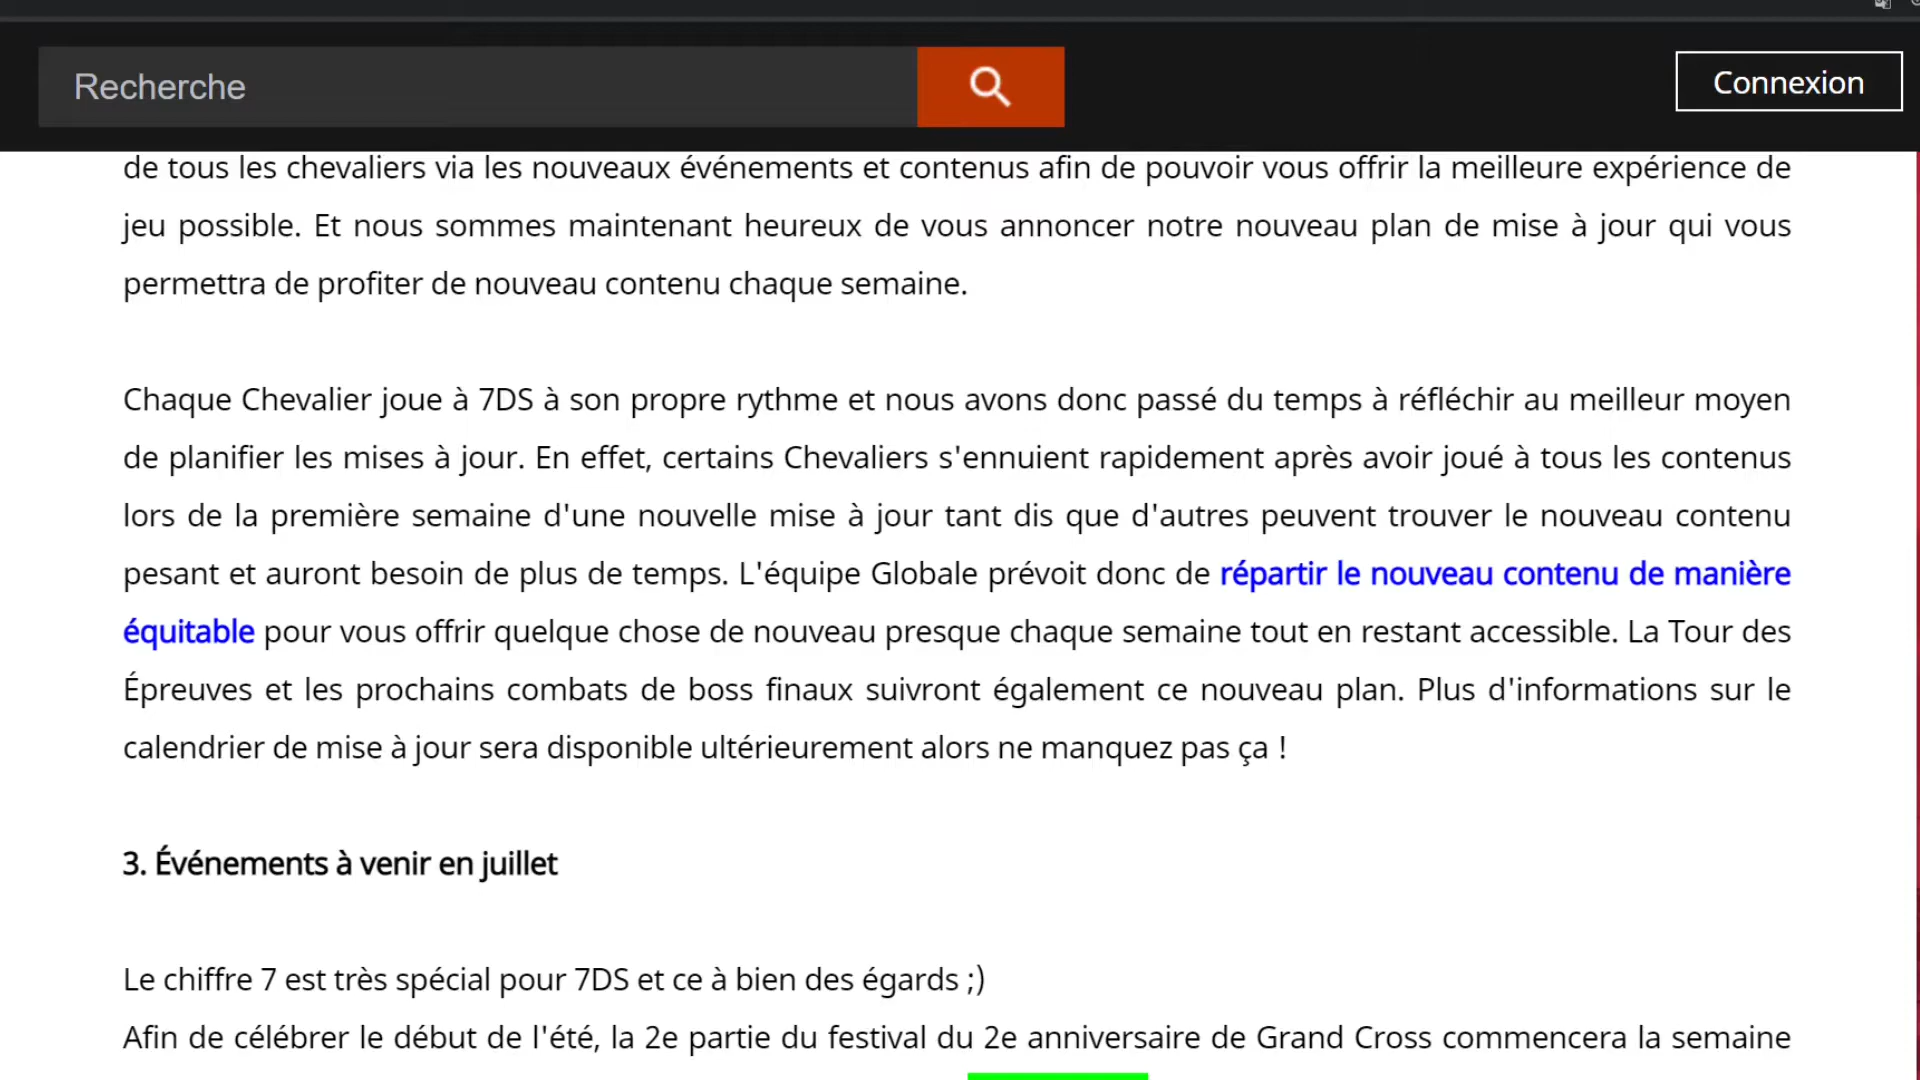 Recherche
Connexion
de tous les chevaliers via les nouveaux événements et contenus afin de pouvoir vous offrir la meilleure expérience de
jeu possible. Et nous sommes maintenant heureux de vous annoncer notre nouveau plan de mise à jour qui vous
permettra de profiter de nouveau contenu chaque semaine.
Chaque Chevalier joue à 7DS à son propre rythme et nous avons donc passé du temps à réfléchir au meilleur moyen
de planifier les mises à jour. En effet, certains Chevaliers s'ennuient rapidement après avoir joué à tous les contenus
lors de la première semaine d'une nouvelle mise à jour tant dis que d'autres peuvent trouver le nouveau contenu
pesant et auront besoin de plus de temps. L'équipe Globale prévoit donc de répartir le nouveau contenu de manière
équitable pour vous offrir quelque chose de nouveau presque chaque semaine tout en restant accessible. La Tour des
Épreuves et les prochains combats de boss finaux suivront également ce nouveau plan. Plus d'informations sur le
calendrier de mise à jour sera disponible ultérieurement alors ne manquez pas ça !
3. Événements à venir en juillet
Le chiffre 7 est très spécial pour 7DS et ce à bien des égards ;)
Afin de célébrer le début de l'été, la 2e partie du festival du 2e anniversaire de Grand Cross commencera la semaine